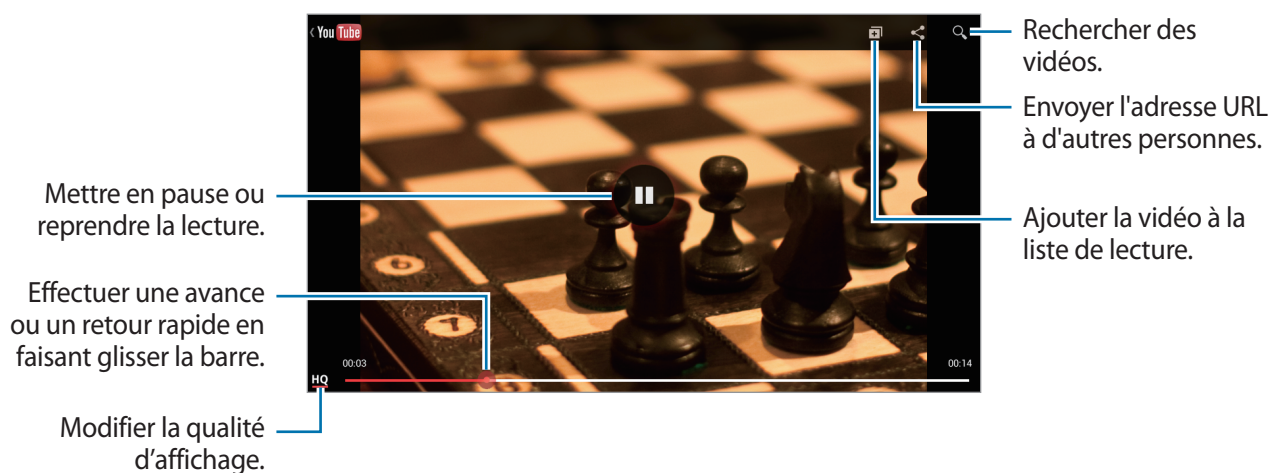 You Tube
Rechercher des
vidéos.
Envoyer l'adresse URL
à d'autres personnes.
Mettre en pause ou
reprendre la lecture.
Ajouter la vidéo à la
liste de lecture.
Effectuer une avance
ou un retour rapide en
faisant glisser la barre.
00:03
00:14
HQ
Modifier la qualité
d'affichage.
6
7